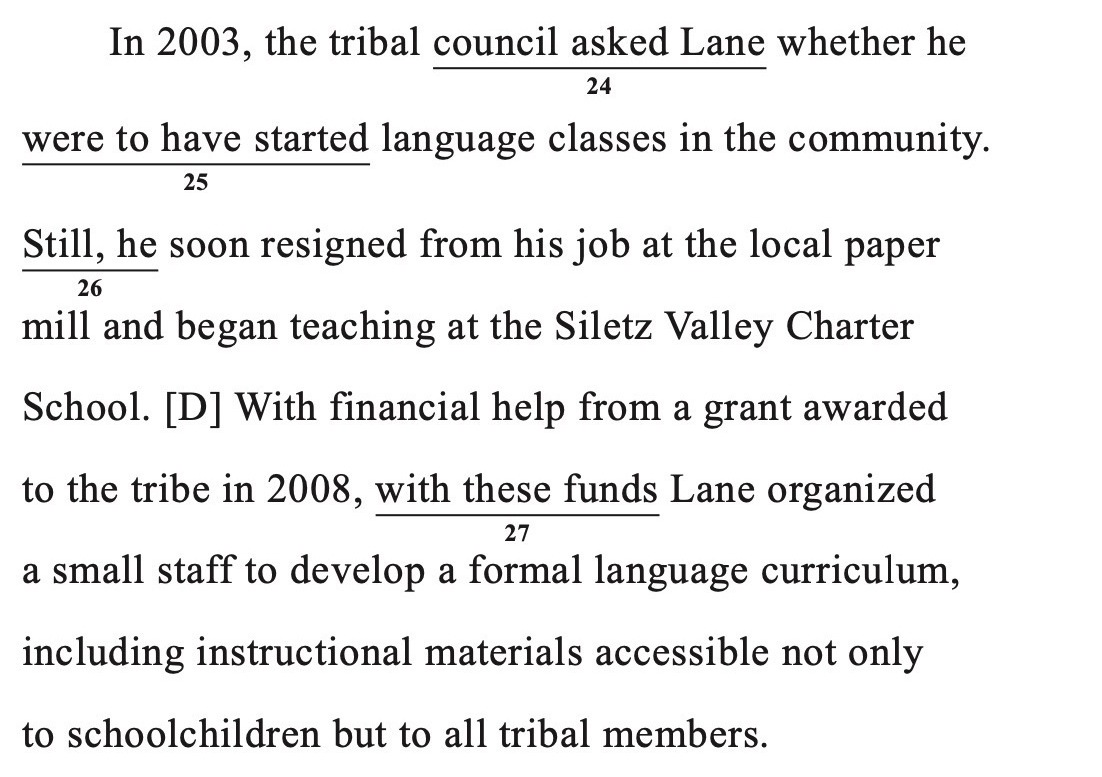 In 2003, the tribal council asked Lane whether he
24
were to have started language classes in the community.
25
Still, he soon resigned from his job at the local paper
26
mill and began teaching at the Siletz Valley Charter
School. [D] With financial help from a grant awarded
to the tribe in 2008, with these funds Lane organized
27
a small staff to develop a formal language curriculum,
including instructional materials accessible not only
to schoolchildren but to all tribal members.